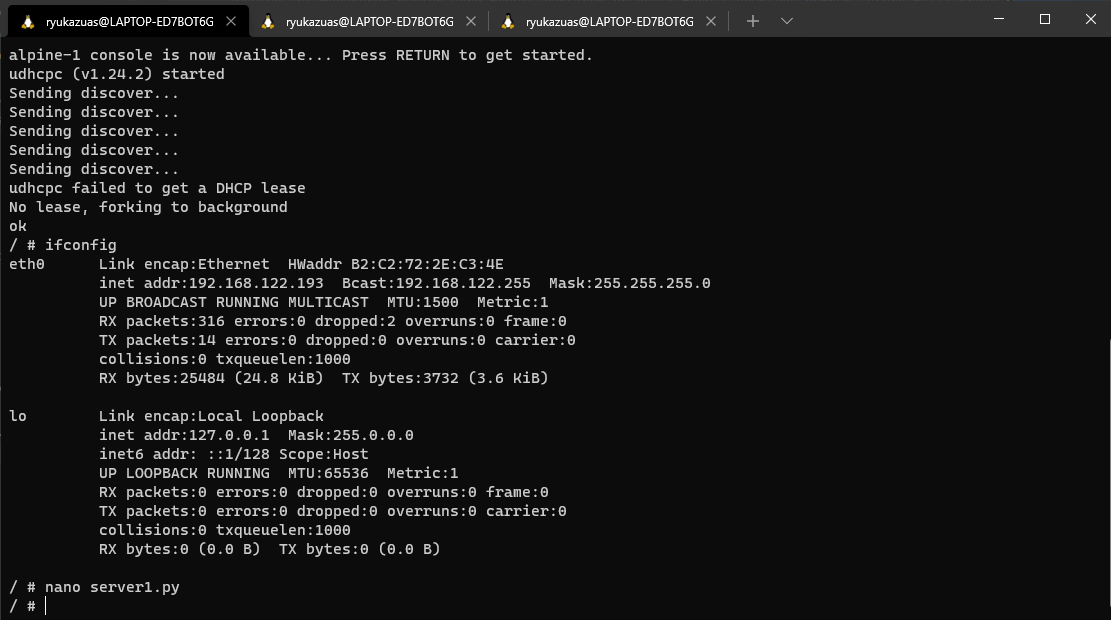 ryukazuas@LAPTOP-ED7BOT6G
ryukazuas@LAPTOP-ED7BOT6G
ryukazuas@LAPTOP-ED7BOT6G
alpine-1 console is now available... Press RETURN to get started.
udhcpc (v1.24.2) started
Sending discover...
Sending discover...
Sending discover...
Sending discover...
Sending discover...
udhcpc failed to get a DHCP lease
No lease, forking to background
ok
/ # ifconfig
eth0      Link encap:Ethernet  HWaddr B2:C2:72:2E:C3:4E
          inet addr:192.168.122.193  Bcast:192.168.122.255  Mask:255.255.255.0
          UP BROADCAST RUNNING MULTICAST  MTU:1500  Metric:1
          RX packets:316 errors:0 dropped:2 overruns:0 frame:0
          TX packets:14 errors:0 dropped:0 overruns:0 carrier:0
          collisions:0 txqueuelen:1000
          RX bytes:25484 (24.8 KiB)  TX bytes:3732 (3.6 KiB)
lo        Link encap:Local Loopback
          inet addr:127.0.0.1  Mask:255.0.0.0
          inet6 addr: ::1/128 Scope:Host
          UP LOOPBACK RUNNING  MTU:65536  Metric:1
          RX packets:0 errors:0 dropped:0 overruns:0 frame:0
          TX packets:0 errors:0 dropped:0 overruns:0 carrier:0
          collisions:0 txqueuelen:1000
          RX bytes:0 (0.0 B)  TX bytes:0 (0.0 B)
/ # nano server1.py
/ #